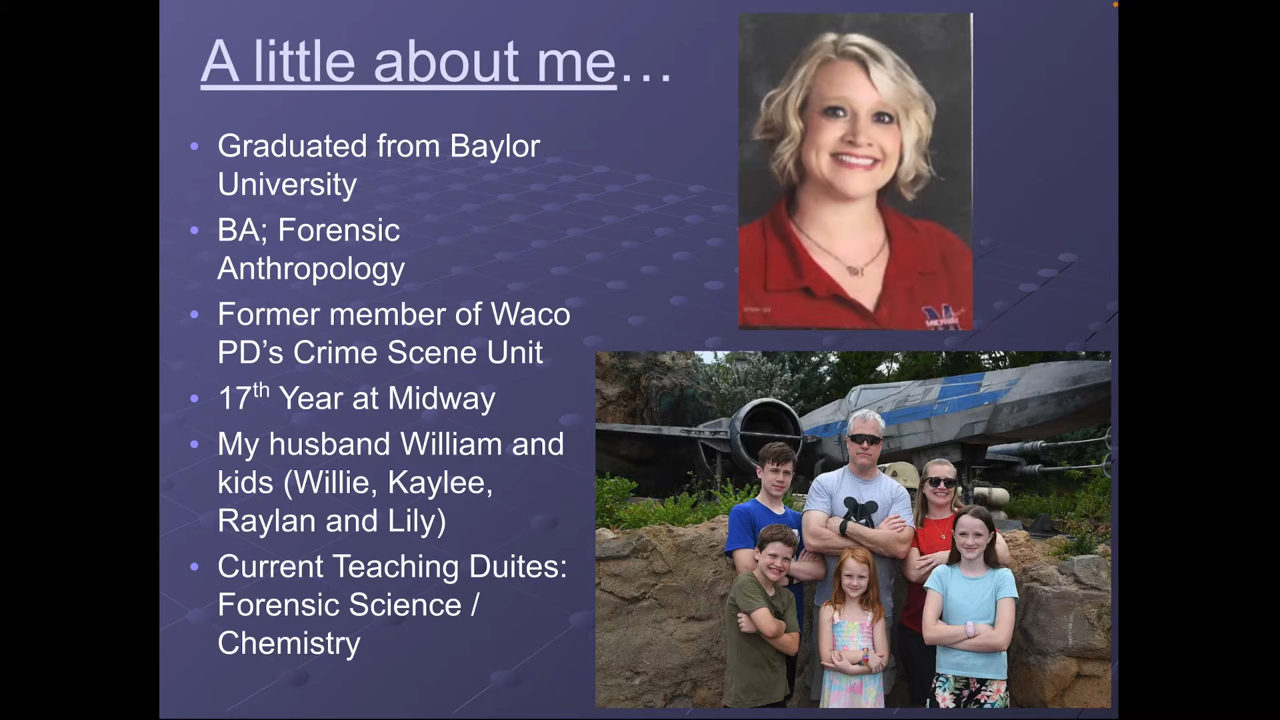 A little about me…
• Graduated from Baylor
University
• BA; Forensic
Anthropology
• Former member of Waco
PD’s Crime Scene Unit
• 17th Year at Midway
• My husband William and
kids (Willie, Kaylee,
Raylan and Lily)
• Current Teaching Duites:
Forensic Science /
Chemistry
MIDWAY